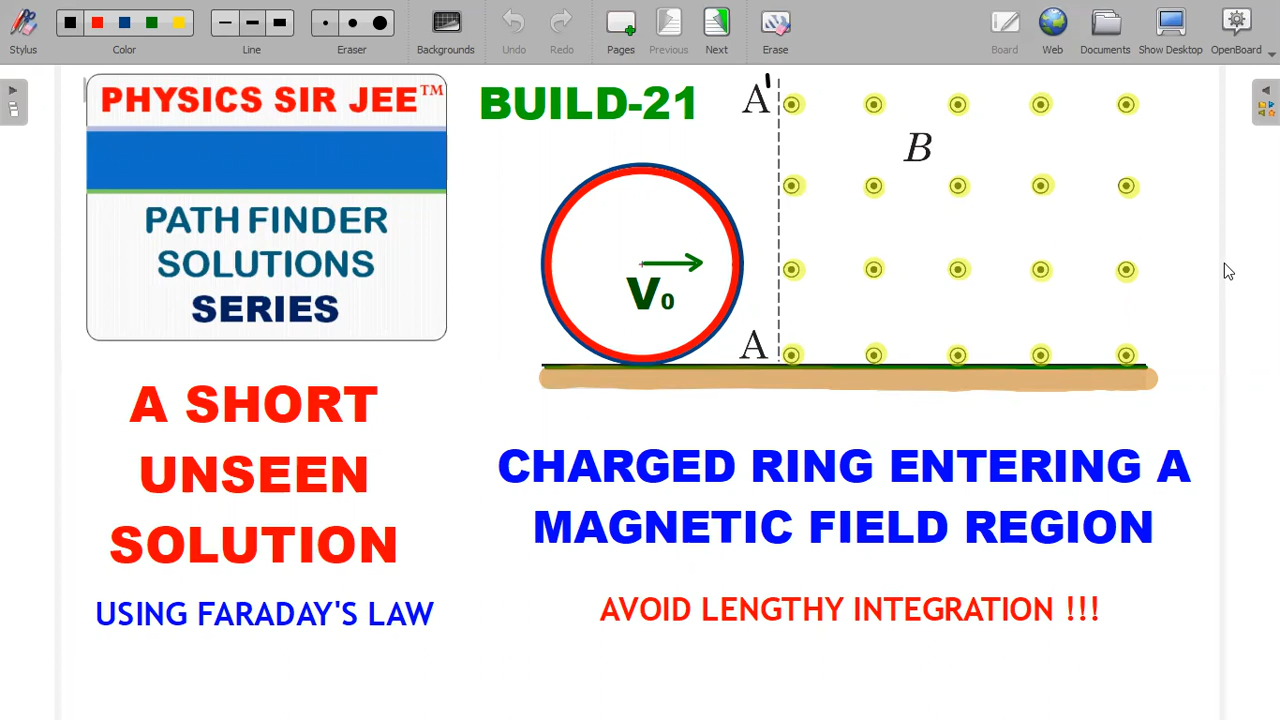 Stylus
Color
Line
Eraser
Backgrounds
Undo
Redo
Pages
Previous
Next
Erase
Board
Web
Documents
Show Desktop
OpenBoard
PHYSICS SIR JEE™
PATH FINDER
SOLUTIONS
SERIES
A SHORT
UNSEEN
SOLUTION
USING FARADAY'S LAW
BUILD-21
A'
B
V₀
A
CHARGED RING ENTERING A
MAGNETIC FIELD REGION
AVOID LENGTHY INTEGRATION !!!